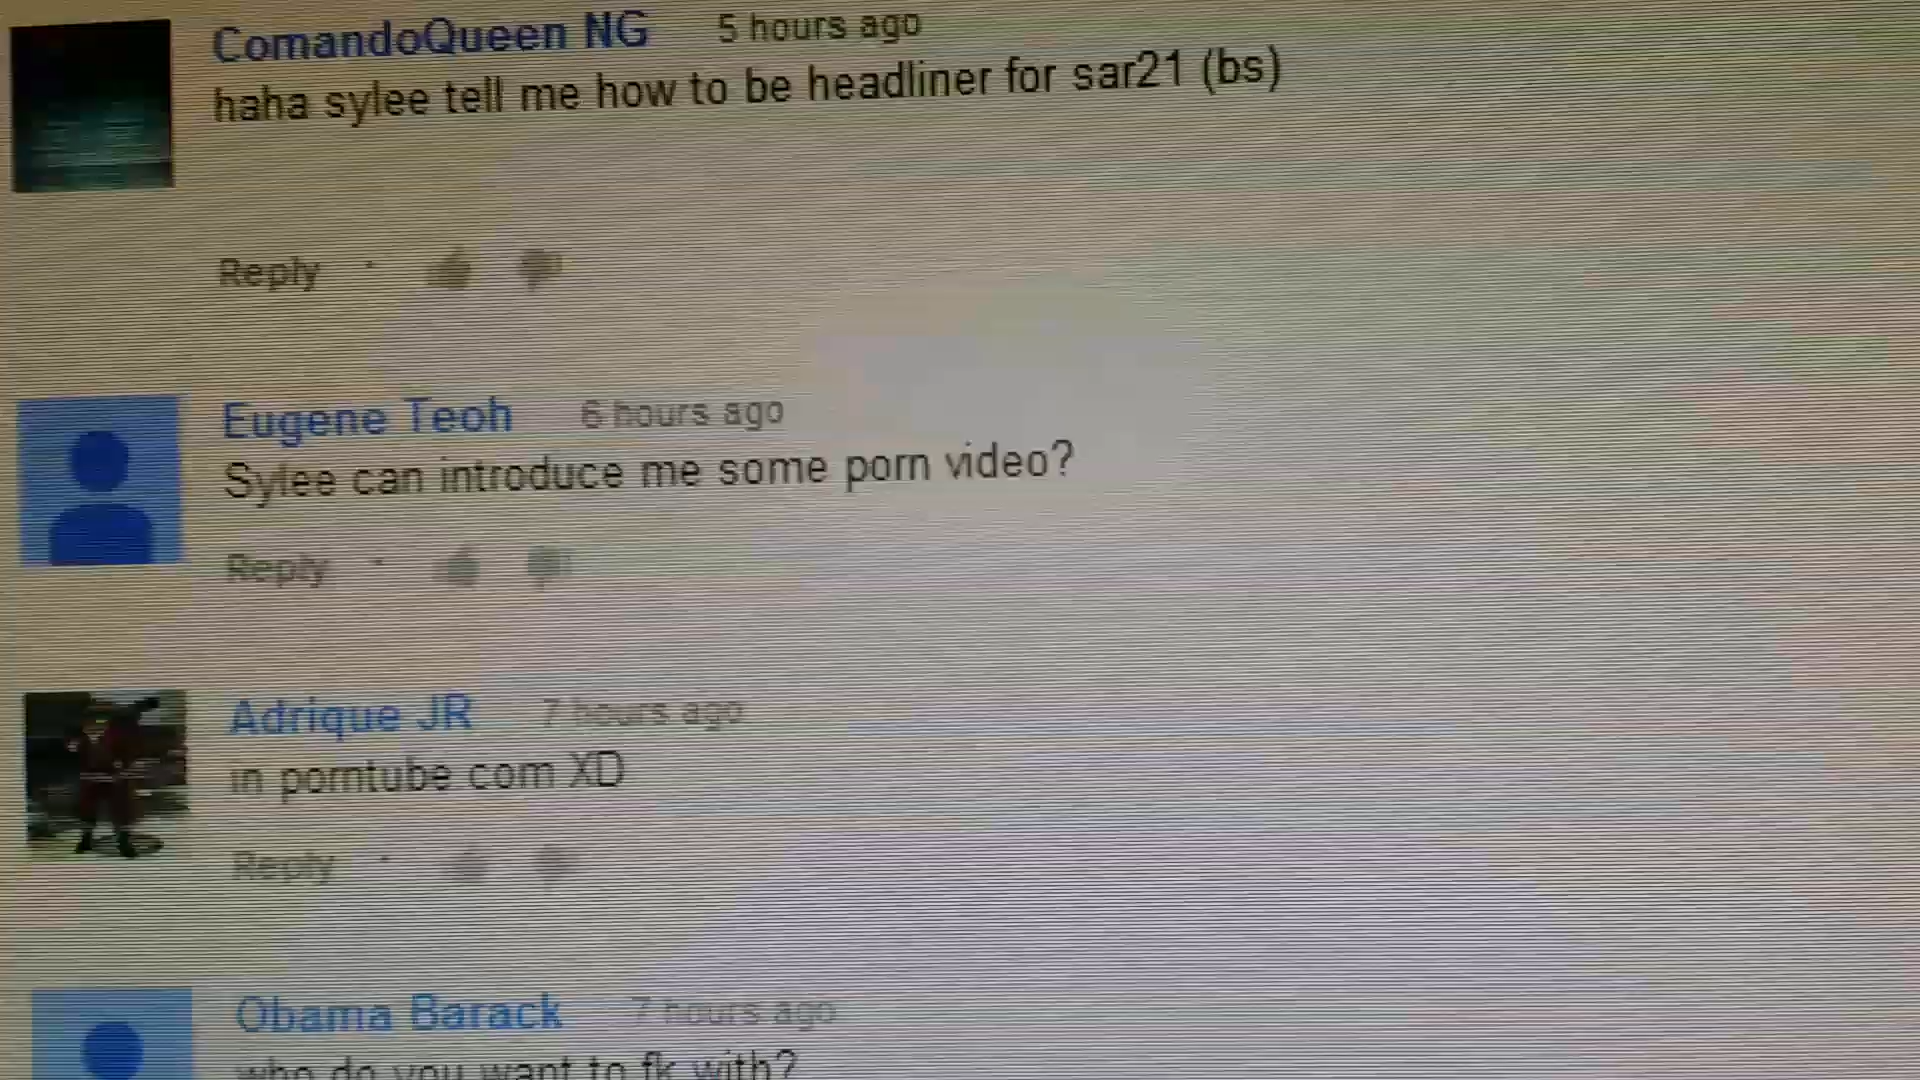 ComandoQueen NG 5 hours ago
haha sylee tell me how to be headliner for sar21 (bs)
Reply
Eugene Teoh 6 hours ago
Sylee can introduce me some porn video?
Reply
Adrique JR 7 hours ago
in porntube com XD
Reply
Obama Barack 7 hours ago
who do you want to fk with?